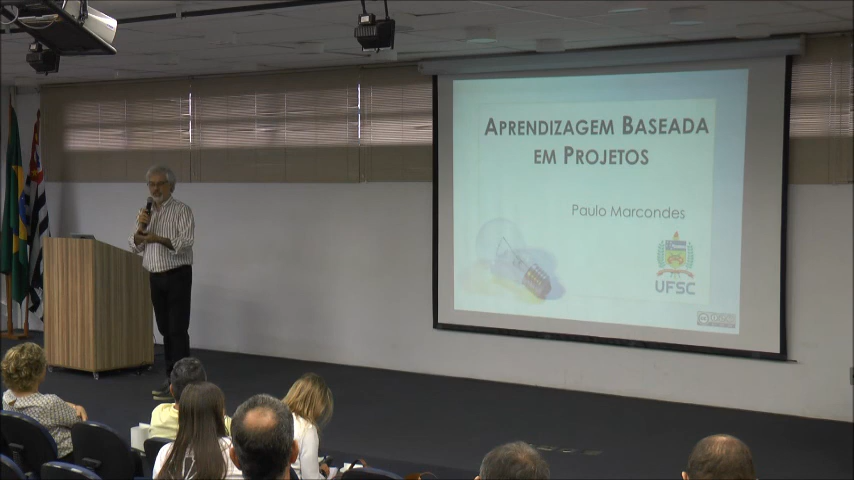 APRENDIZAGEM BASEADA
EM PROJETOS
Paulo Marcondes
UFSC